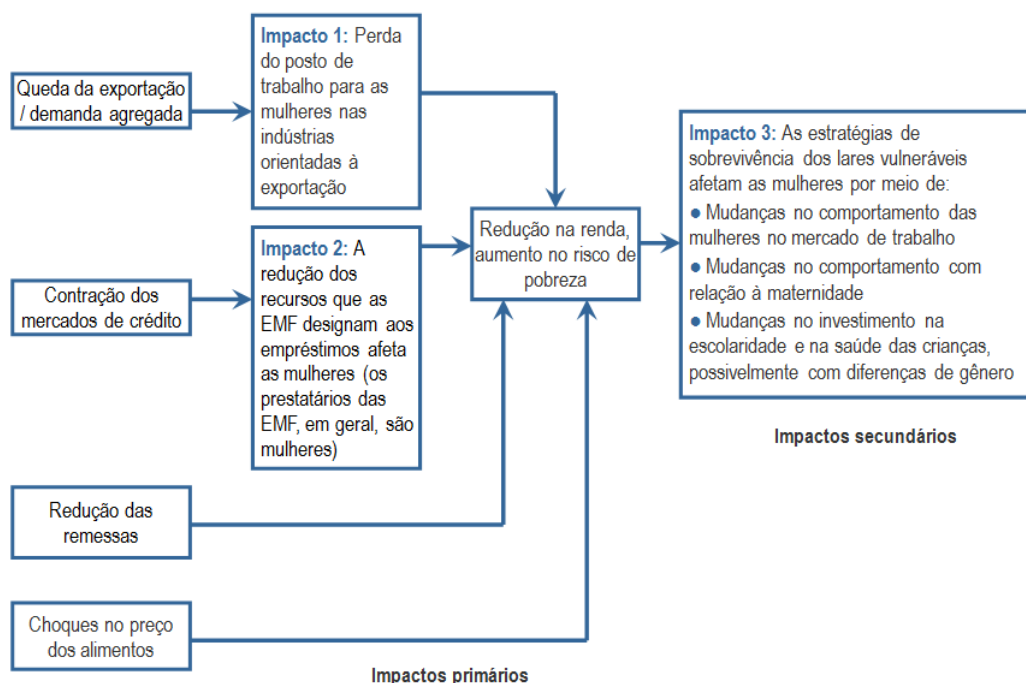 Queda da exportação
/ demanda agregada
Impacto 1: Perda
do posto de
trabalho para as
mulheres nas
indústrias
orientadas à
exportação
Contração dos
mercados de crédito
Impacto 2: A
redução dos
recursos que as
EMF designam aos
empréstimos afeta
as mulheres (os
prestatários das
EMF, em geral, são
mulheres)
Redução das
remessas
Choques no preço
dos alimentos
Redução na renda,
aumento no risco de
pobreza
Impactos primários
Impacto 3: As estratégias de
sobrevivência dos lares vulneráveis
afetam as mulheres por meio de:
● Mudanças no comportamento das
mulheres no mercado de trabalho
● Mudanças no comportamento com
relação à maternidade
● Mudanças no investimento na
escolaridade e na saúde das crianças,
possivelmente com diferenças de gênero
Impactos secundários